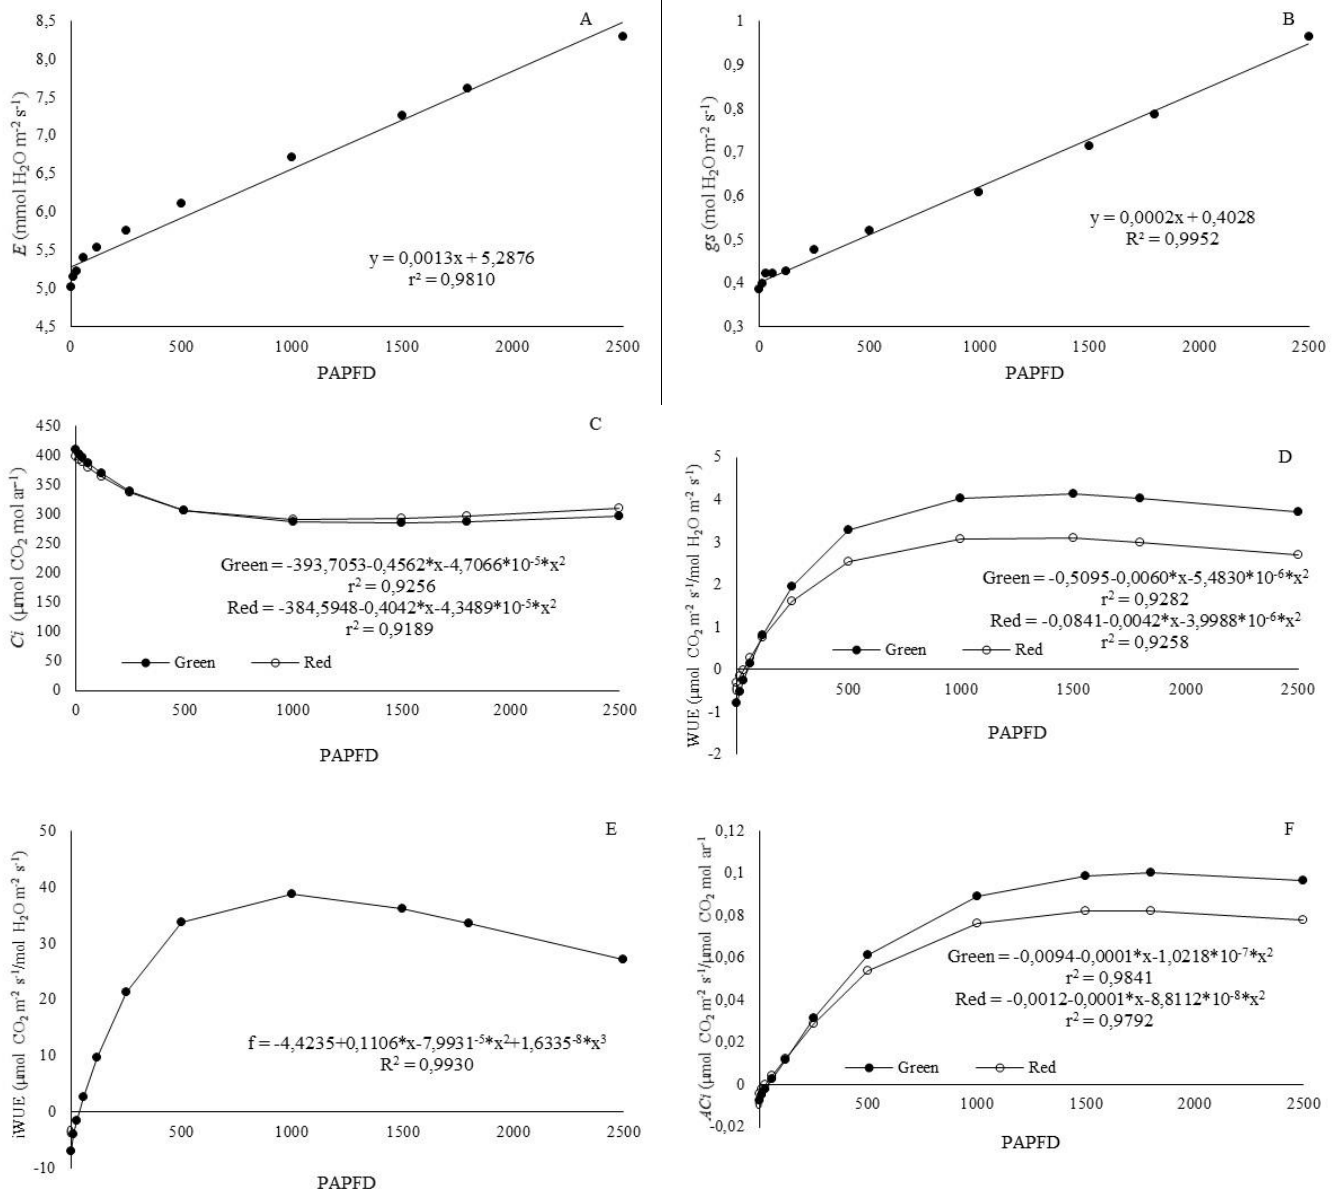 A
8,5
8,0
7,5
7,0
6,5
6,0
5,5
5,0
4,5
E (mmol H₂O m⁻² s⁻¹)
y = 0,0013x + 5,2876
r² = 0,9810
0 500 1000 1500 2000 2500
PAPFD
B
1
0,9
0,8
0,7
0,6
0,5
0,4
0,3
gs (mol H₂O m⁻² s⁻¹)
y = 0,0002x + 0,4028
R² = 0,9952
0 500 1000 1500 2000 2500
PAPFD
C
450
400
350
300
250
200
150
100
50
0
Ci (µmol CO₂ mol ar⁻¹)
Green = -393,7053-0,4562*x-4,7066*10⁻⁵*x²
r² = 0,9256
Red = -384,5948-0,4042*x-4,3489*10⁻⁵*x²
r² = 0,9189
Green Red
0 500 1000 1500 2000 2500
PAPFD
D
5
4
3
2
1
0
-1
-2
WUE (µmol CO₂ m⁻² s⁻¹/mol H₂O m⁻² s⁻¹)
Green = -0,5095-0,0060*x-5,4830*10⁻⁶*x²
r² = 0,9282
Red = -0,0841-0,0042*x-3,9988*10⁻⁶*x²
r² = 0,9258
Green Red
500 1000 1500 2000 2500
PAPFD
E
50
40
30
20
10
0
-10
iWUE (µmol CO₂ m⁻² s⁻¹/mol H₂O m⁻² s⁻¹)
f = -4,4235+0,1106*x-7,9931⁻⁵*x²+1,6335⁻⁸*x³
R² = 0,9930
500 1000 1500 2000 2500
PAPFD
F
0,12
0,1
0,08
0,06
0,04
0,02
0
-0,02
ACi (µmol CO₂ m⁻² s⁻¹/µmol CO₂ mol ar⁻¹
Green = -0,0094-0,0001*x-1,0218*10⁻⁷*x²
r² = 0,9841
Red = -0,0012-0,0001*x-8,8112*10⁻⁸*x²
r² = 0,9792
Green Red
500 1000 1500 2000 2500
PAPFD